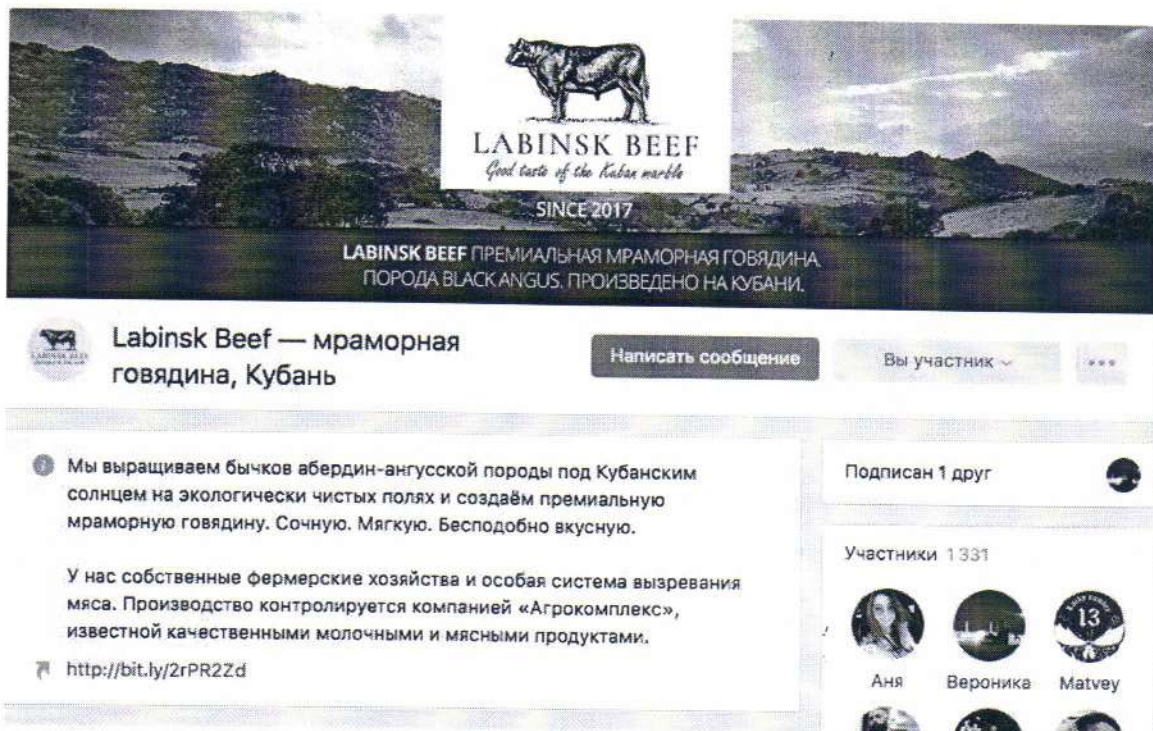 LABINSK BEEF
Good taste of the Kuban marble
SINCE 2017
LABINSK BEEF ПРЕМИАЛЬНАЯ МРАМОРНАЯ ГОВЯДИНА
ПОРОДА BLACK ANGUS. ПРОИЗВЕДЕНО НА КУБАНИ.
Labinsk Beef — мраморная
говядина, Кубань
Написать сообщение
Вы участник
Мы выращиваем бычков абердин-ангусской породы под Кубанским
солнцем на экологически чистых полях и создаём премиальную
мраморную говядину. Сочную. Мягкую. Бесподобно вкусную.
У нас собственные фермерские хозяйства и особая система вызревания
мяса. Производство контролируется компанией «Агрокомплекс»,
известной качественными молочными и мясными продуктами.
http://bit.ly/2rPR2Zd
Подписан 1 друг
Участники 1 331
13
Аня Вероника Matvey